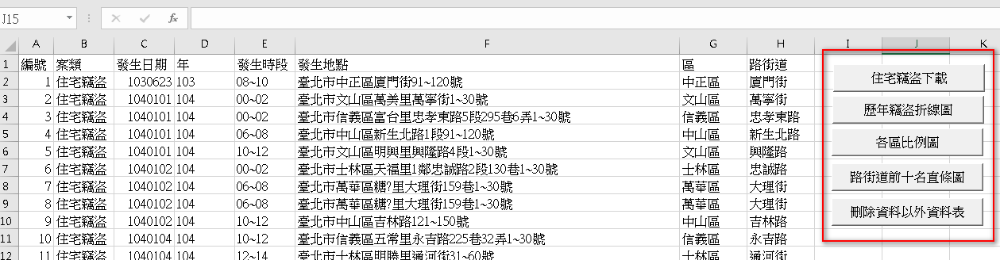 J15 fx
A B C D E F G H I J K
1 編號 案類 發生日期 年 發生時段 發生地點 區 路街道
2 1 住宅竊盜 1030623 103 08~10 臺北市中正區廈門街91~120號 中正區 廈門街
3 2 住宅竊盜 1040101 104 00~02 臺北市文山區萬美里萬寧街1~30號 文山區 萬寧街
4 3 住宅竊盜 1040101 104 00~02 臺北市信義區富台里忠孝東路5段295巷6弄1~30號 信義區 忠孝東路
5 4 住宅竊盜 1040101 104 06~08 臺北市中山區新生北路1段91~120號 中山區 新生北路
6 5 住宅竊盜 1040101 104 10~12 臺北市文山區明興里興隆路4段1~30號 文山區 興隆路
7 6 住宅竊盜 1040102 104 00~02 臺北市士林區天福里1鄰忠誠路2段130巷1~30號 士林區 忠誠路
8 7 住宅竊盜 1040102 104 06~08 臺北市萬華區糖?里大理街159巷1~30號 萬華區 大理街
9 8 住宅竊盜 1040102 104 06~08 臺北市萬華區糖?里大理街159巷1~30號 萬華區 大理街
10 9 住宅竊盜 1040102 104 10~12 臺北市中山區吉林路121~150號 中山區 吉林路
11 10 住宅竊盜 1040103 104 10~12 臺北市信義區五常里永吉路225巷32弄1~30號 信義區 永吉路
12 11 住宅竊盜 1040104 104 12~14 臺北市士林區明勝里通河街31~60號 士林區 通河街
住宅竊盜下載
歷年竊盜折線圖
各區比例圖
路街道前十名直條圖
刪除資料以外資料表